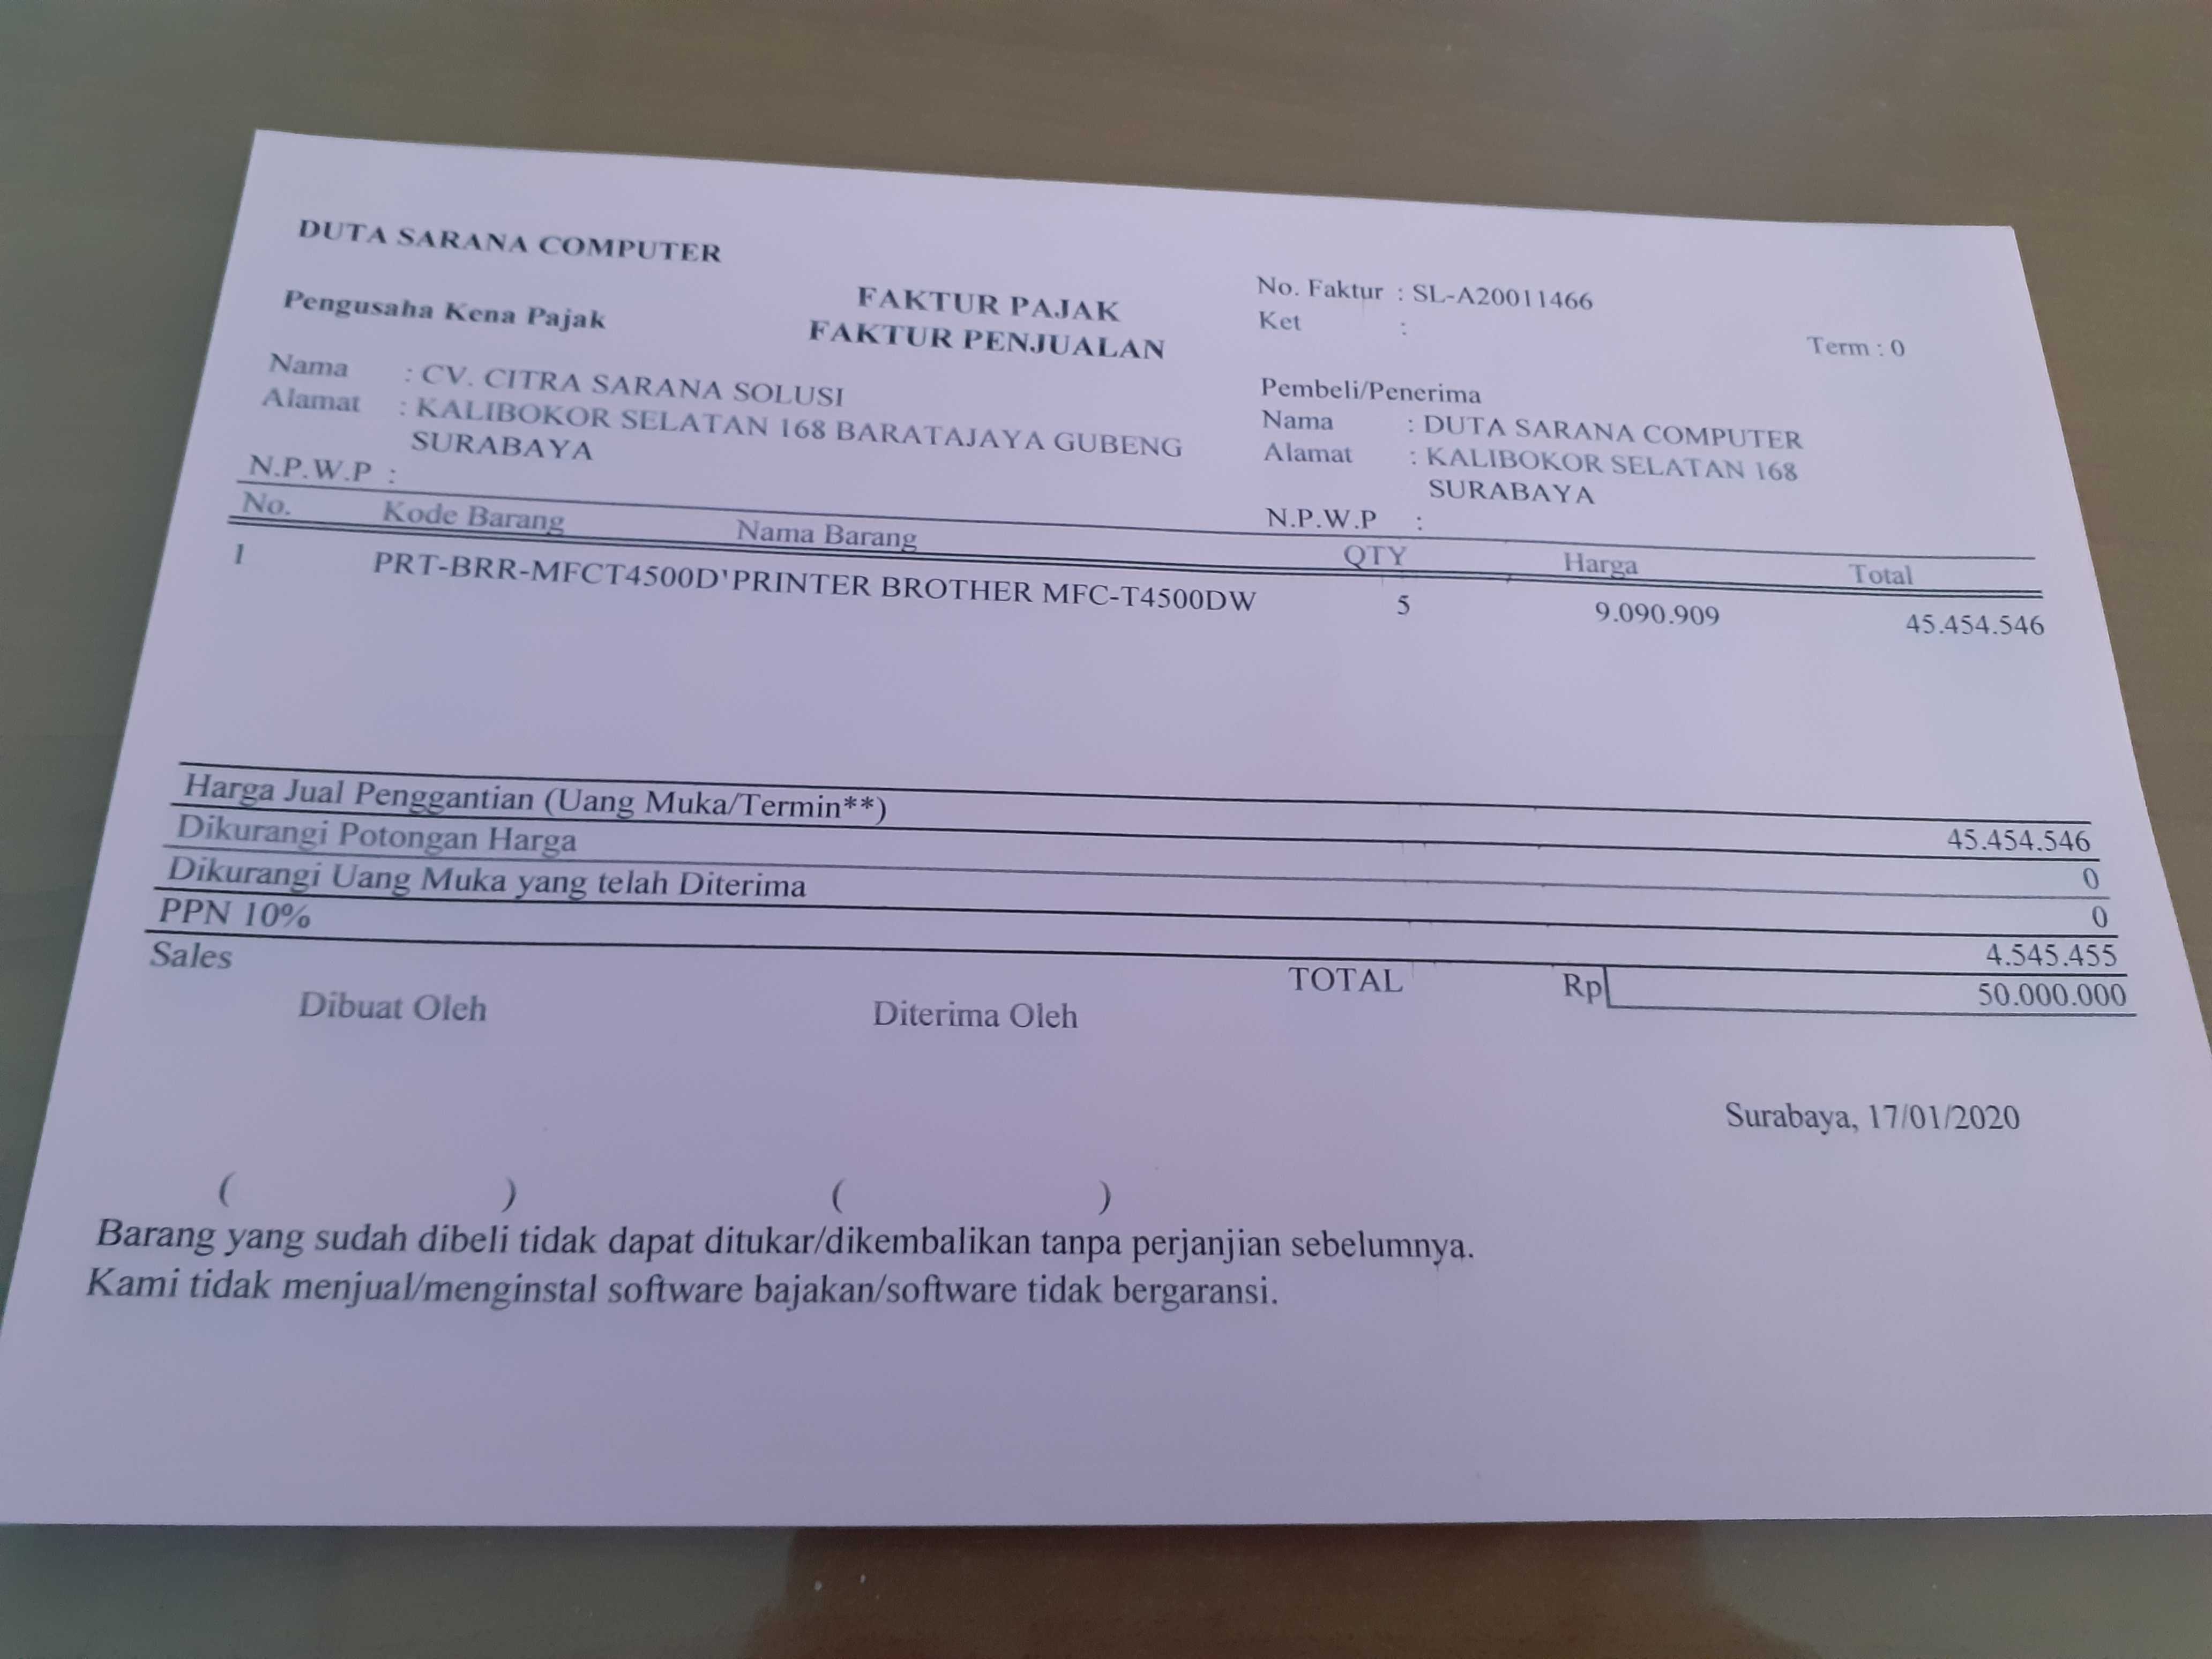 DUTA SARANA COMPUTER
FAKTUR PAJAK
FAKTUR PENJUALAN
No. Faktur : SL-A20011466
Ket :
Term : 0
Pengusaha Kena Pajak
Nama : CV. CITRA SARANA SOLUSI
Alamat : KALIBOKOR SELATAN 168 BARATAJAYA GUBENG
SURABAYA
N.P.W.P :
Pembeli/Penerima
Nama : DUTA SARANA COMPUTER
Alamat : KALIBOKOR SELATAN 168
SURABAYA
N.P.W.P :
No. Kode Barang Nama Barang QTY Harga Total
1 PRT-BRR-MFCT4500D'PRINTER BROTHER MFC-T4500DW 5 9.090.909 45.454.546
Harga Jual Penggantian (Uang Muka/Termin**) 45.454.546
Dikurangi Potongan Harga 0
Dikurangi Uang Muka yang telah Diterima 0
PPN 10% 4.545.455
Sales TOTAL Rp 50.000.000
Dibuat Oleh Diterima Oleh
Surabaya, 17/01/2020
( ) ( )
Barang yang sudah dibeli tidak dapat ditukar/dikembalikan tanpa perjanjian sebelumnya.
Kami tidak menjual/menginstal software bajakan/software tidak bergaransi.